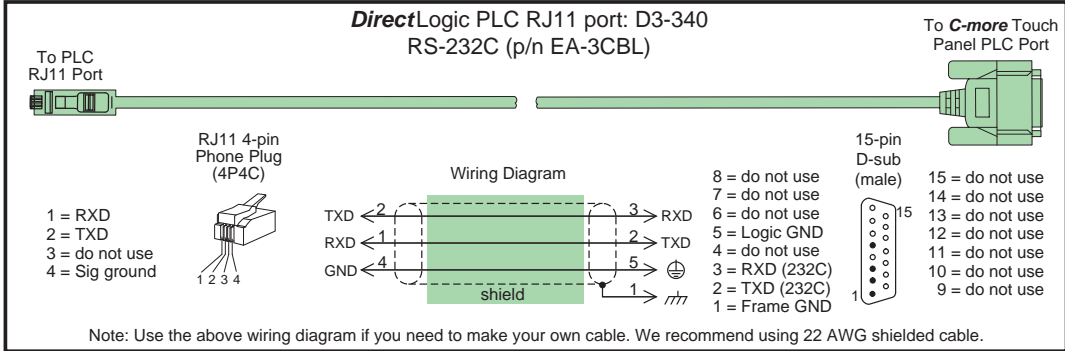 DirectLogic PLC RJ11 port: D3-340
RS-232C (p/n EA-3CBL)
To PLC
RJ11 Port
To C-more Touch
Panel PLC Port
RJ11 4-pin
Phone Plug
(4P4C)
1 = RXD
2 = TXD
3 = do not use
4 = Sig ground
1 2 3 4
Wiring Diagram
TXD 2 3 RXD
RXD 1 2 TXD
GND 4 5
shield 1
8 = do not use
7 = do not use
6 = do not use
5 = Logic GND
4 = do not use
3 = RXD (232C)
2 = TXD (232C)
1 = Frame GND
15-pin
D-sub
(male)
15
1
15 = do not use
14 = do not use
13 = do not use
12 = do not use
11 = do not use
10 = do not use
9 = do not use
Note: Use the above wiring diagram if you need to make your own cable. We recommend using 22 AWG shielded cable.